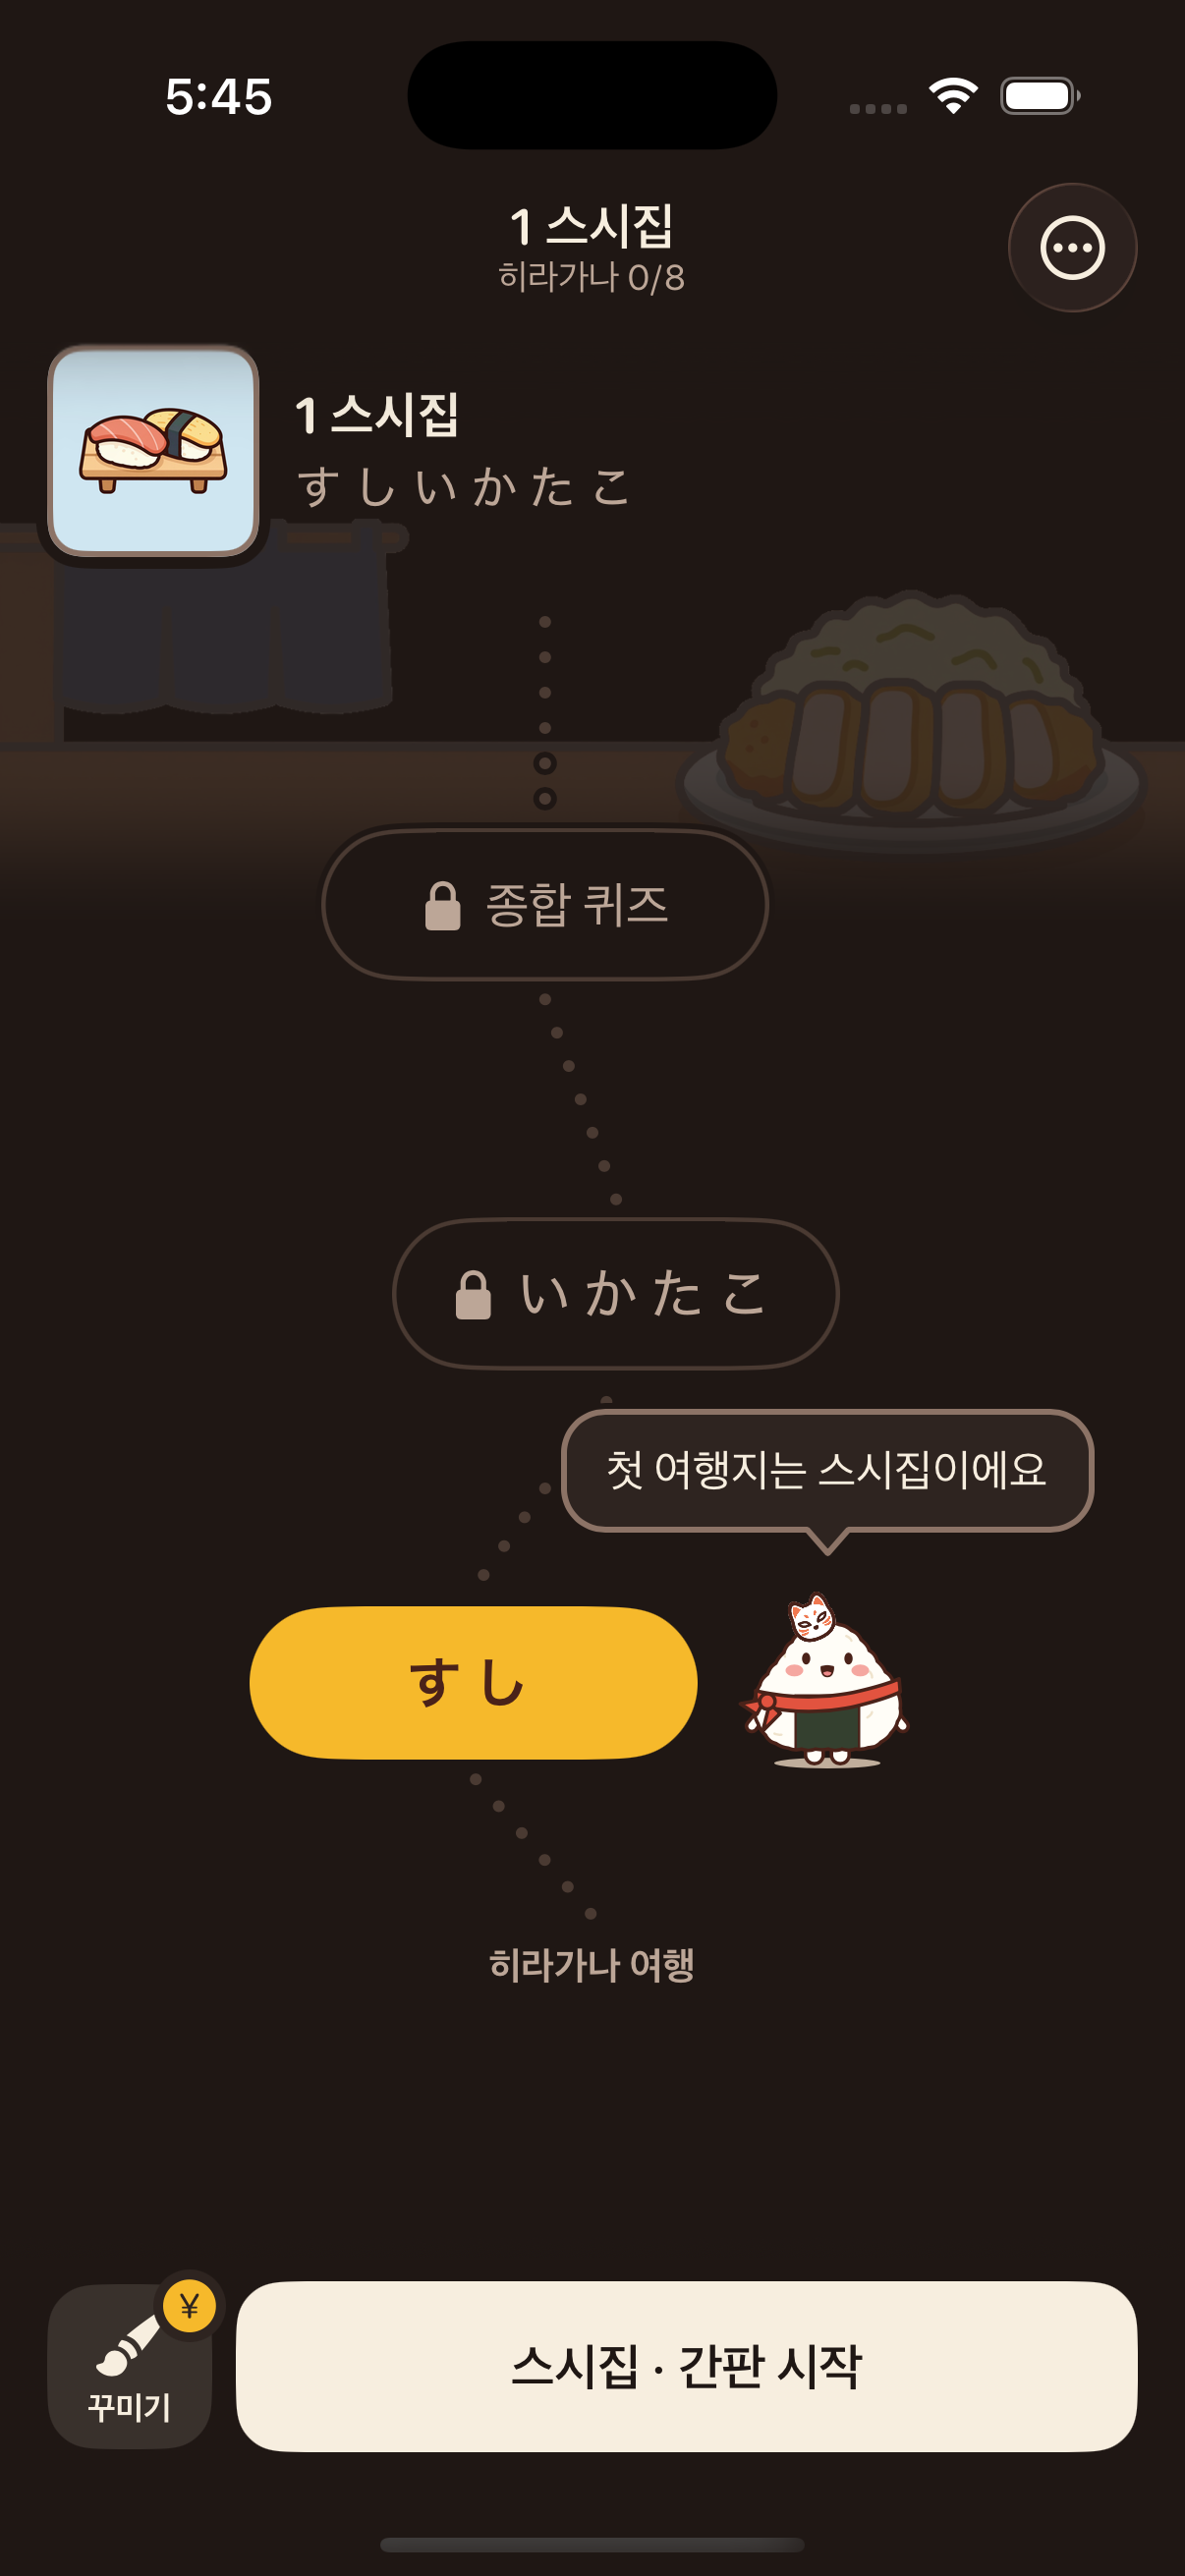 5:45
1 스시집
히라가나 0/8
1 스시집
す し い か た こ
종합 퀴즈
い か た こ
첫 여행지는 스시집이에요
す し
히라가나 여행
¥
꾸미기
스시집 · 간판 시작